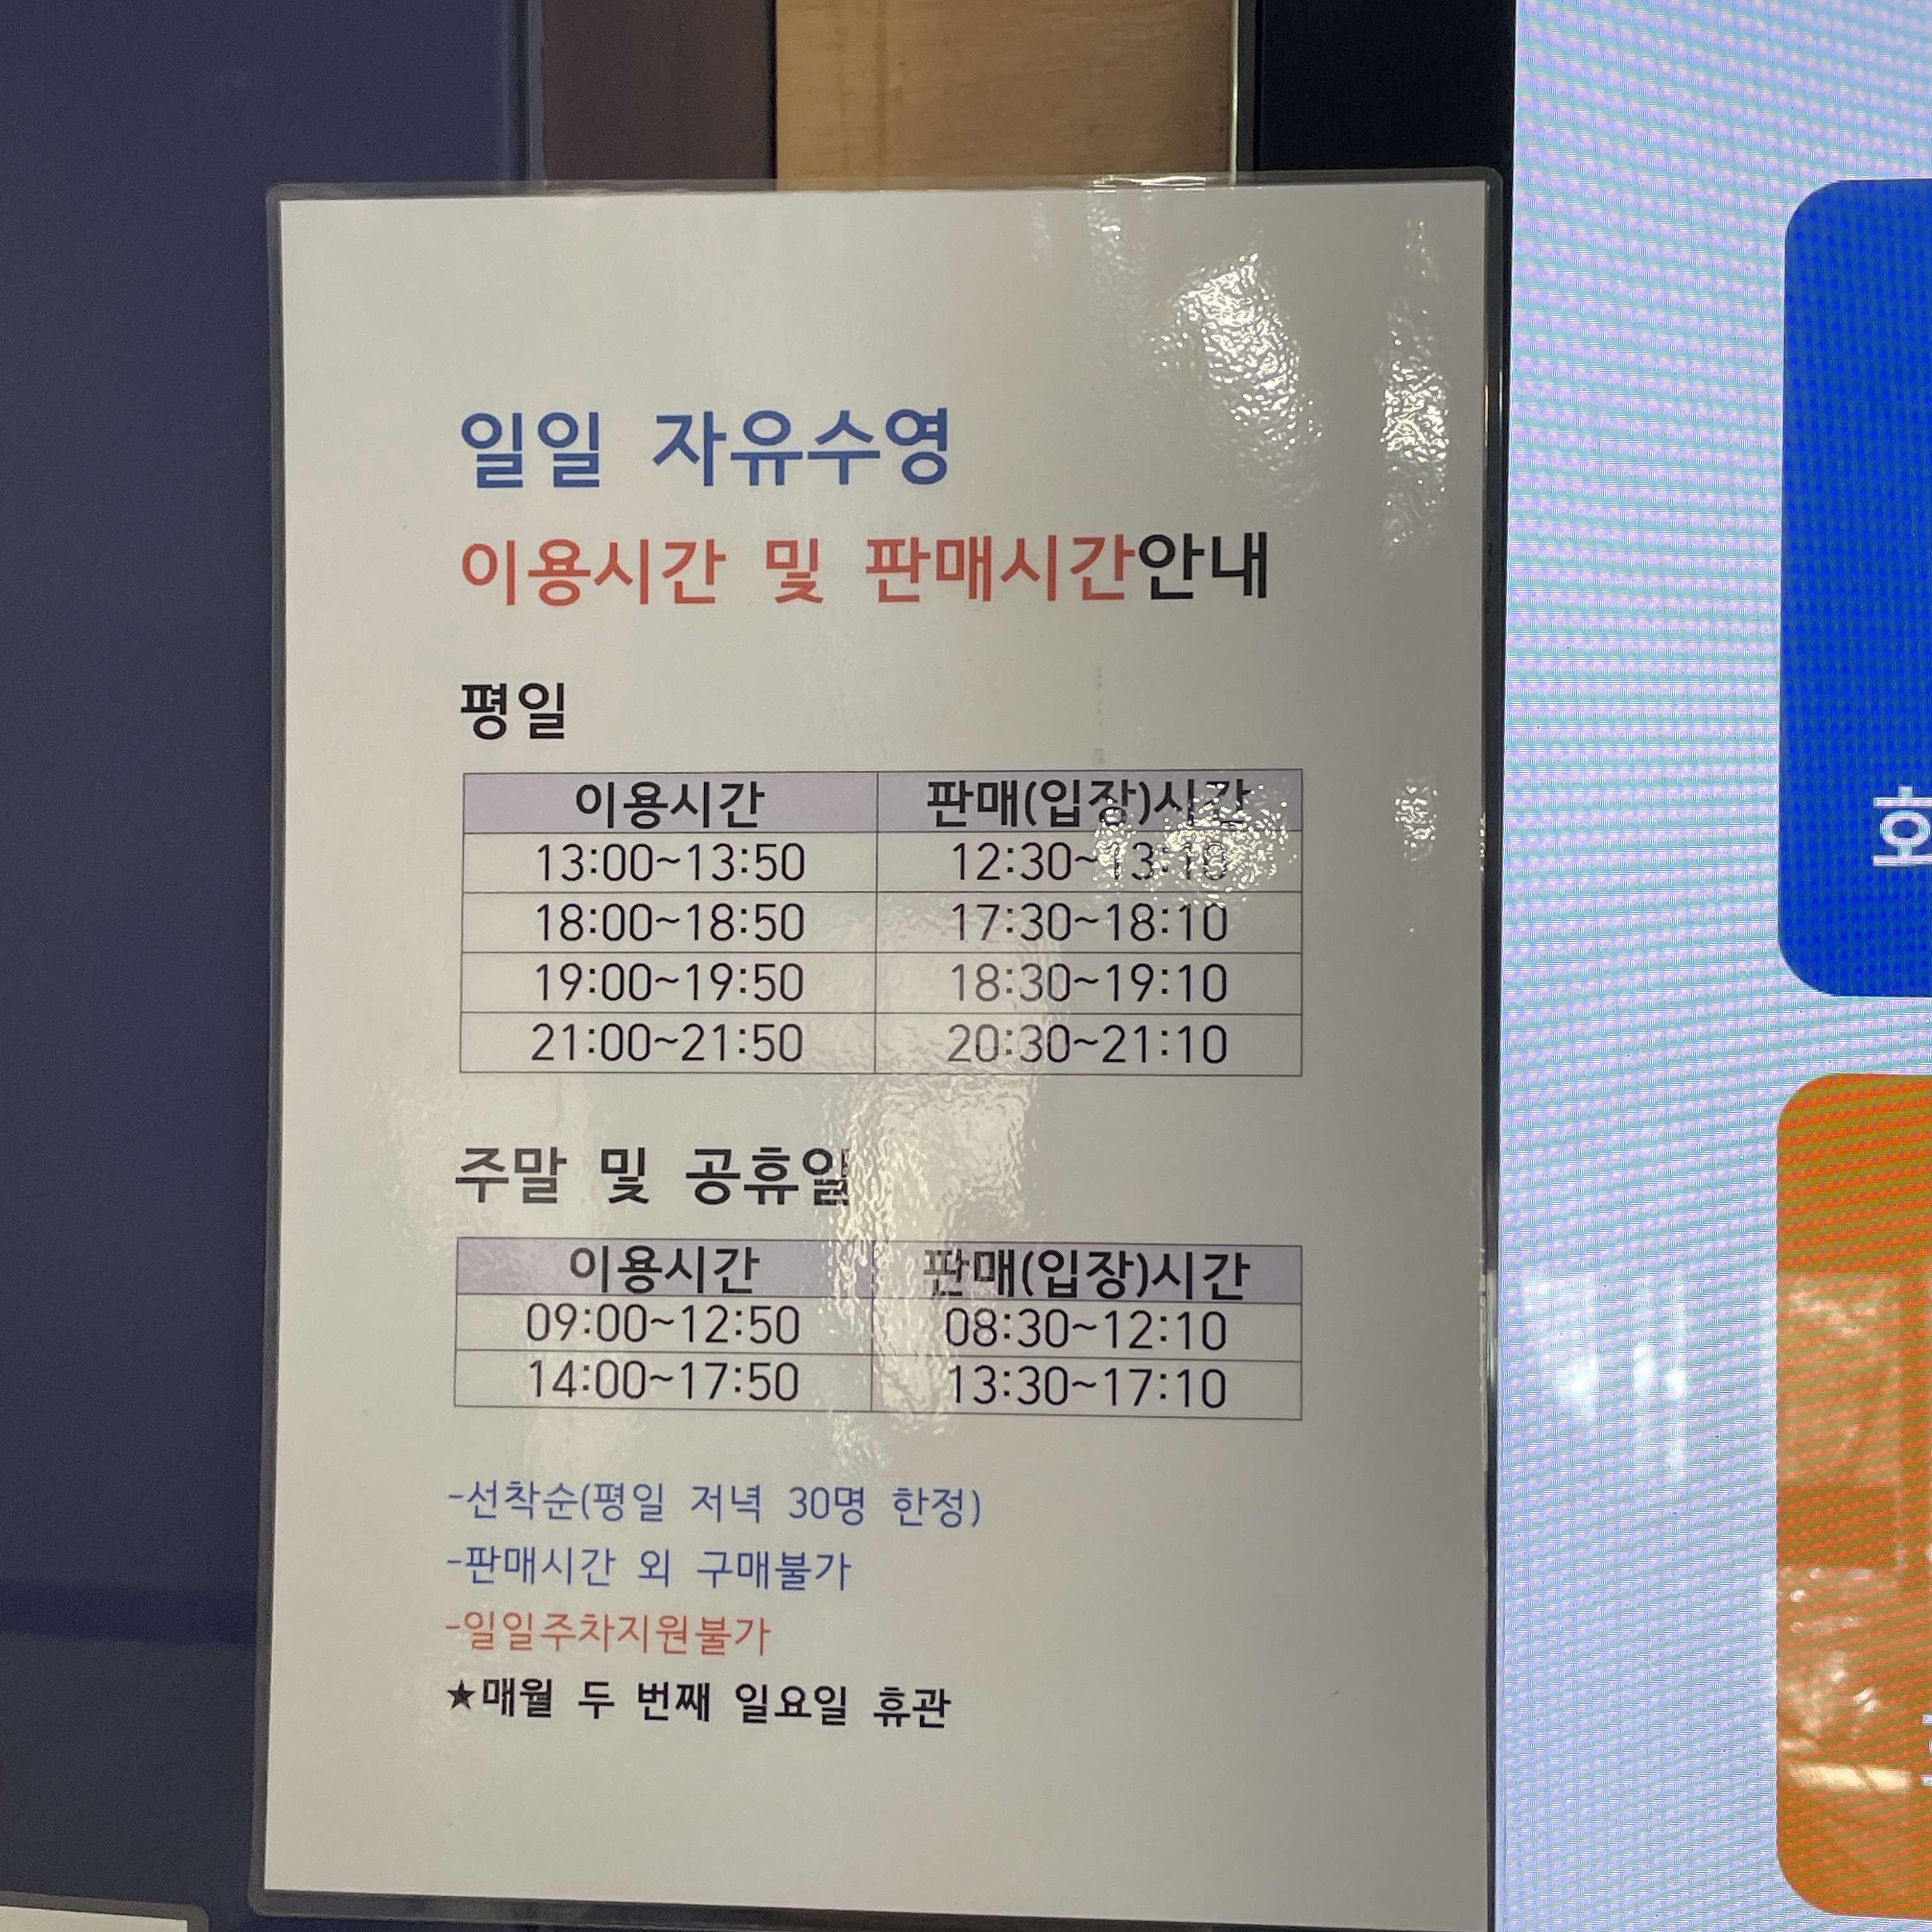 일일 자유수영
이용시간 및 판매시간안내
평일
이용시간 판매(입장)시간
13:00~13:50 12:30~13:10
18:00~18:50 17:30~18:10
19:00~19:50 18:30~19:10
21:00~21:50 20:30~21:10
주말 및 공휴일
이용시간 판매(입장)시간
09:00~12:50 08:30~12:10
14:00~17:50 13:30~17:10
-선착순(평일 저녁 30명 한정)
-판매시간 외 구매불가
-일일주차지원불가
★매월 두 번째 일요일 휴관